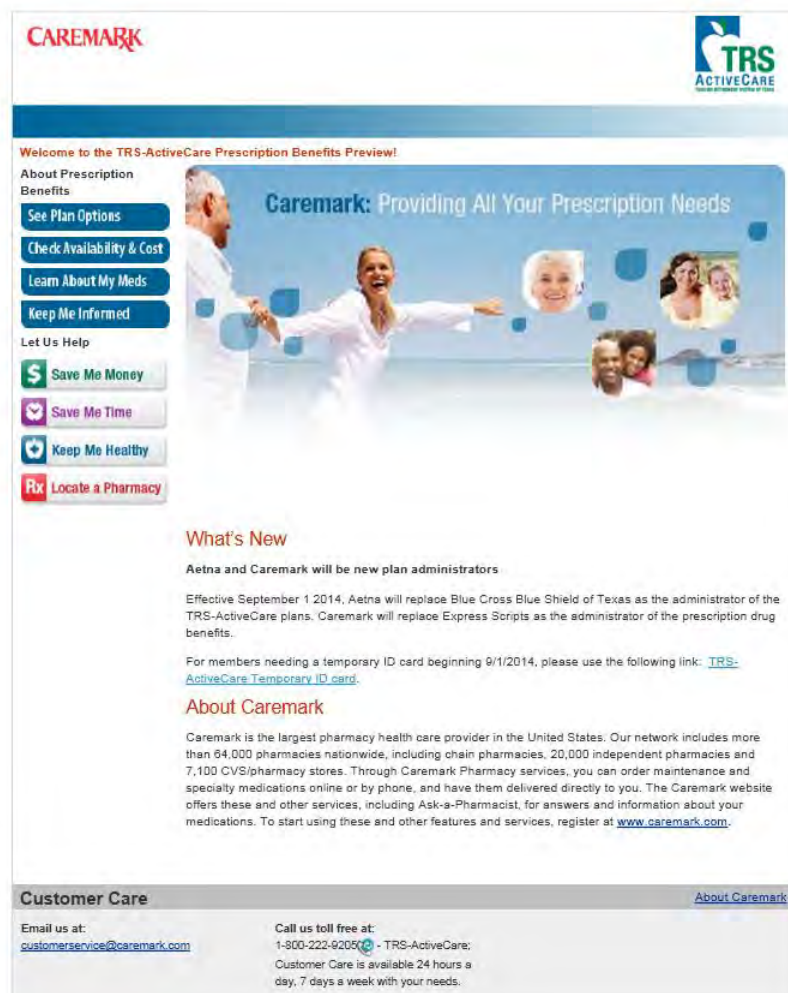 CAREMARK
TRS
ACTIVECARE
Welcome to the TRS-ActiveCare Prescription Benefits Preview!
About Prescription
Benefits
See Plan Options
Check Availability & Cost
Learn About My Meds
Keep Me Informed
Let Us Help
$ Save Me Money
Save Me Time
Keep Me Healthy
Rx Locate a Pharmacy
Caremark: Providing All Your Prescription Needs
What's New
Aetna and Caremark will be new plan administrators
Effective September 1 2014, Aetna will replace Blue Cross Blue Shield of Texas as the administrator of the
TRS-ActiveCare plans. Caremark will replace Express Scripts as the administrator of the prescription drug
benefits.
For members needing a temporary ID card beginning 9/1/2014, please use the following link: TRS-
ActiveCare Temporary ID card.
About Caremark
Caremark is the largest pharmacy health care provider in the United States. Our network includes more
than 64,000 pharmacies nationwide, including chain pharmacies, 20,000 independent pharmacies and
7,100 CVS/pharmacy stores. Through Caremark Pharmacy services, you can order maintenance and
specialty medications online or by phone, and have them delivered directly to you. The Caremark website
offers these and other services, including Ask-a-Pharmacist, for answers and information about your
medications. To start using these and other features and services, register at www.caremark.com.
Customer Care
About Caremark
Email us at:
customerservice@caremark.com
Call us toll free at:
1-800-222-9205 - TRS-ActiveCare;
Customer Care is available 24 hours a
day, 7 days a week with your needs.